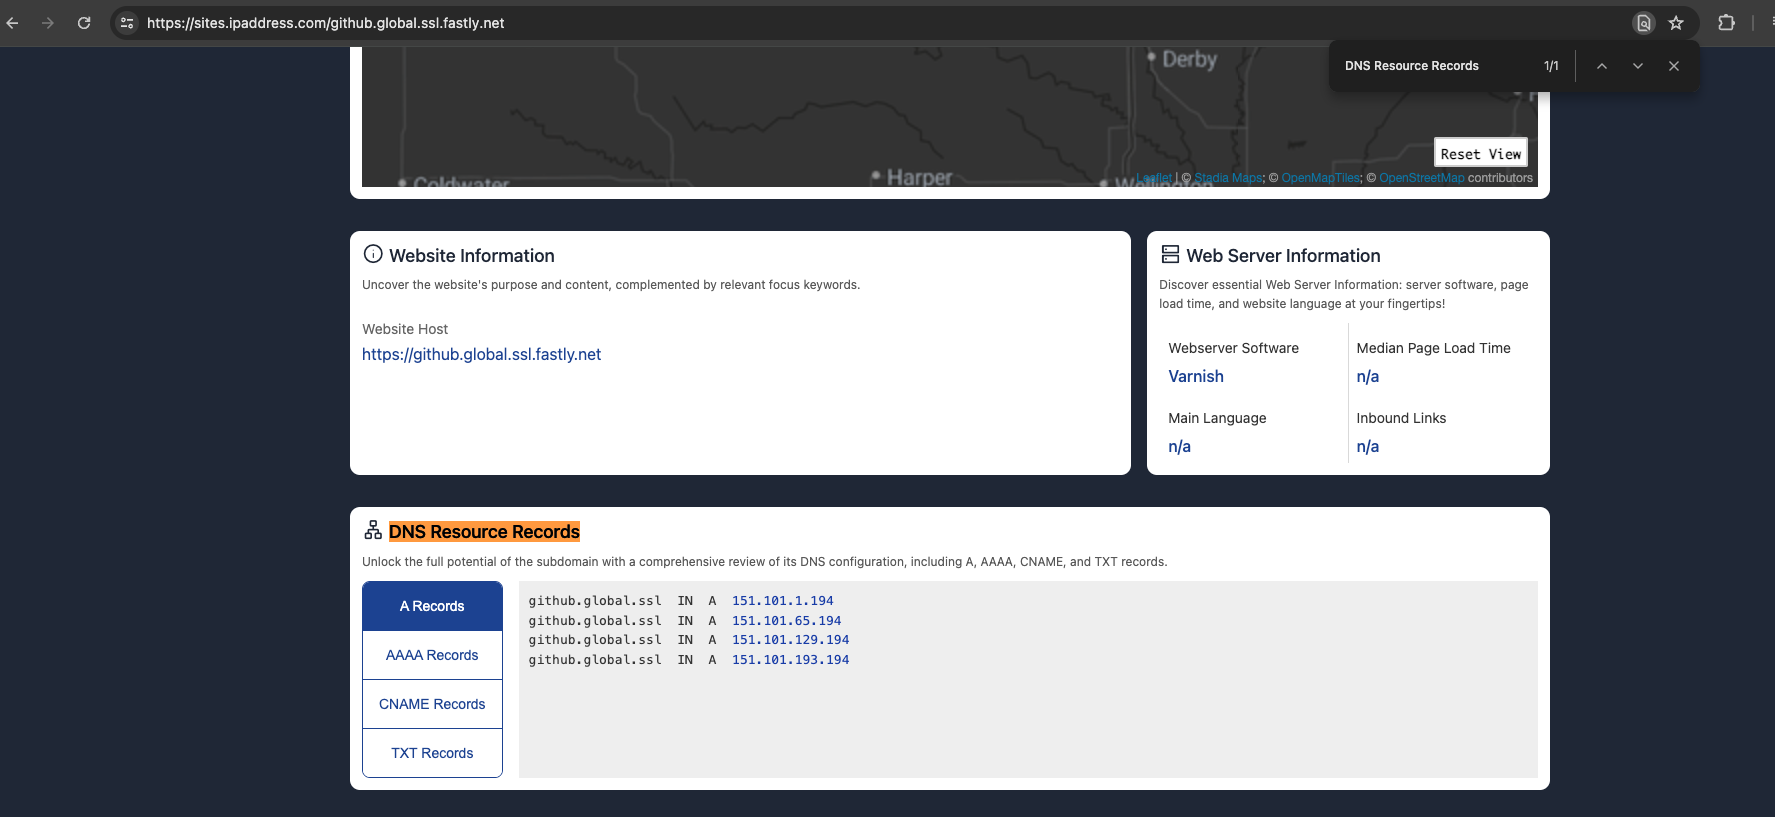 https://sites.ipaddress.com/github.global.ssl.fastly.net
DNS Resource Records 1/1
Derby
Reset View
Coldwater
Harper
Wellington
Leaflet | © Stadia Maps; © OpenMapTiles; © OpenStreetMap contributors
Website Information
Uncover the website's purpose and content, complemented by relevant focus keywords.
Website Host
https://github.global.ssl.fastly.net
Web Server Information
Discover essential Web Server Information: server software, page
load time, and website language at your fingertips!
Webserver Software
Varnish
Median Page Load Time
n/a
Main Language
n/a
Inbound Links
n/a
DNS Resource Records
Unlock the full potential of the subdomain with a comprehensive review of its DNS configuration, including A, AAAA, CNAME, and TXT records.
A Records
AAAA Records
CNAME Records
TXT Records
github.global.ssl IN A 151.101.1.194
github.global.ssl IN A 151.101.65.194
github.global.ssl IN A 151.101.129.194
github.global.ssl IN A 151.101.193.194